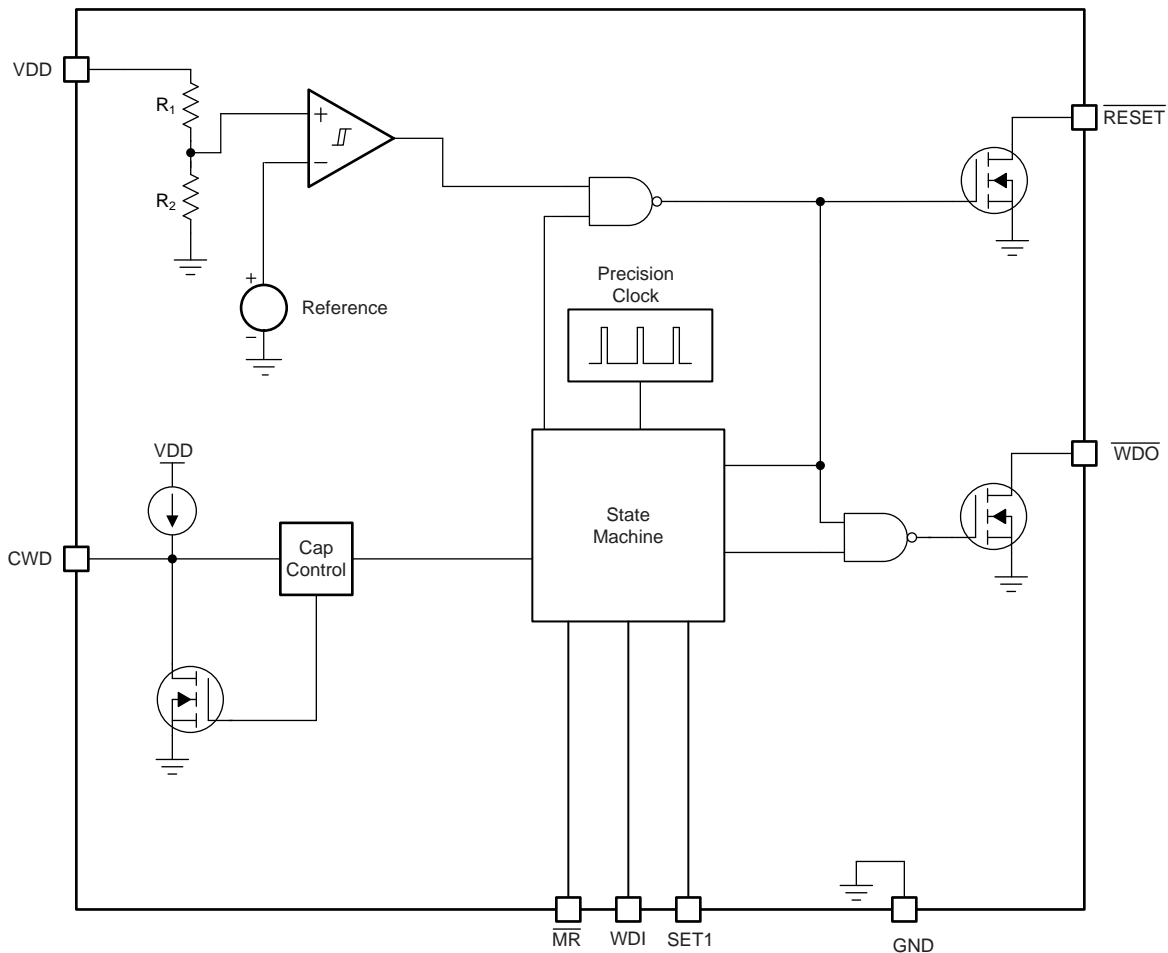 VDD
R₁
R₂
+
−
+
−
Reference
RESET
Precision
Clock
VDD
CWD
Cap
Control
State
Machine
WDO
MR
WDI
SET1
GND